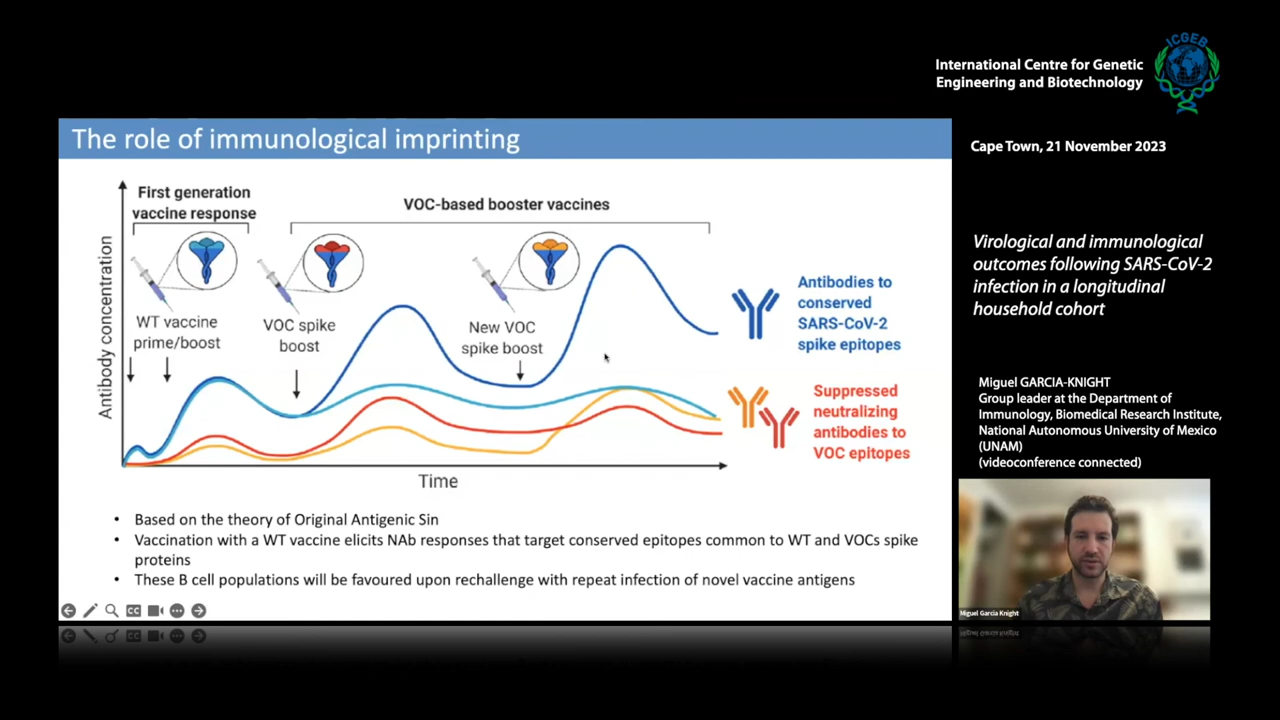 ICGEB
International Centre for Genetic
Engineering and Biotechnology
Cape Town, 21 November 2023
The role of immunological imprinting
First generation
vaccine response
VOC-based booster vaccines
Antibody concentration
WT vaccine
prime/boost
VOC spike
boost
New VOC
spike boost
Antibodies to
conserved
SARS-CoV-2
spike epitopes
Suppressed
neutralizing
antibodies to
VOC epitopes
Time
• Based on the theory of Original Antigenic Sin
• Vaccination with a WT vaccine elicits NAb responses that target conserved epitopes common to WT and VOCs spike
proteins
• These B cell populations will be favoured upon rechallenge with repeat infection of novel vaccine antigens
CC
Virological and immunological
outcomes following SARS-CoV-2
infection in a longitudinal
household cohort
Miguel GARCIA-KNIGHT
Group leader at the Department of
Immunology, Biomedical Research Institute,
National Autonomous University of Mexico
(UNAM)
(videoconference connected)
Miguel Garcia Knight